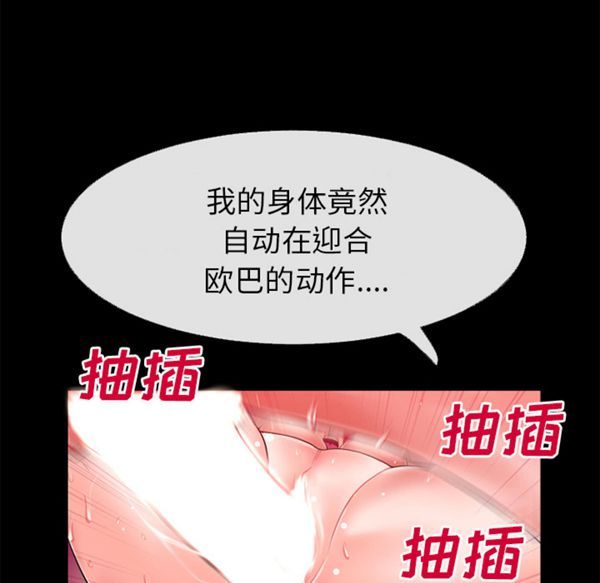 我的身体竟然
自动在迎合
欧巴的动作....
抽插
抽插
抽插